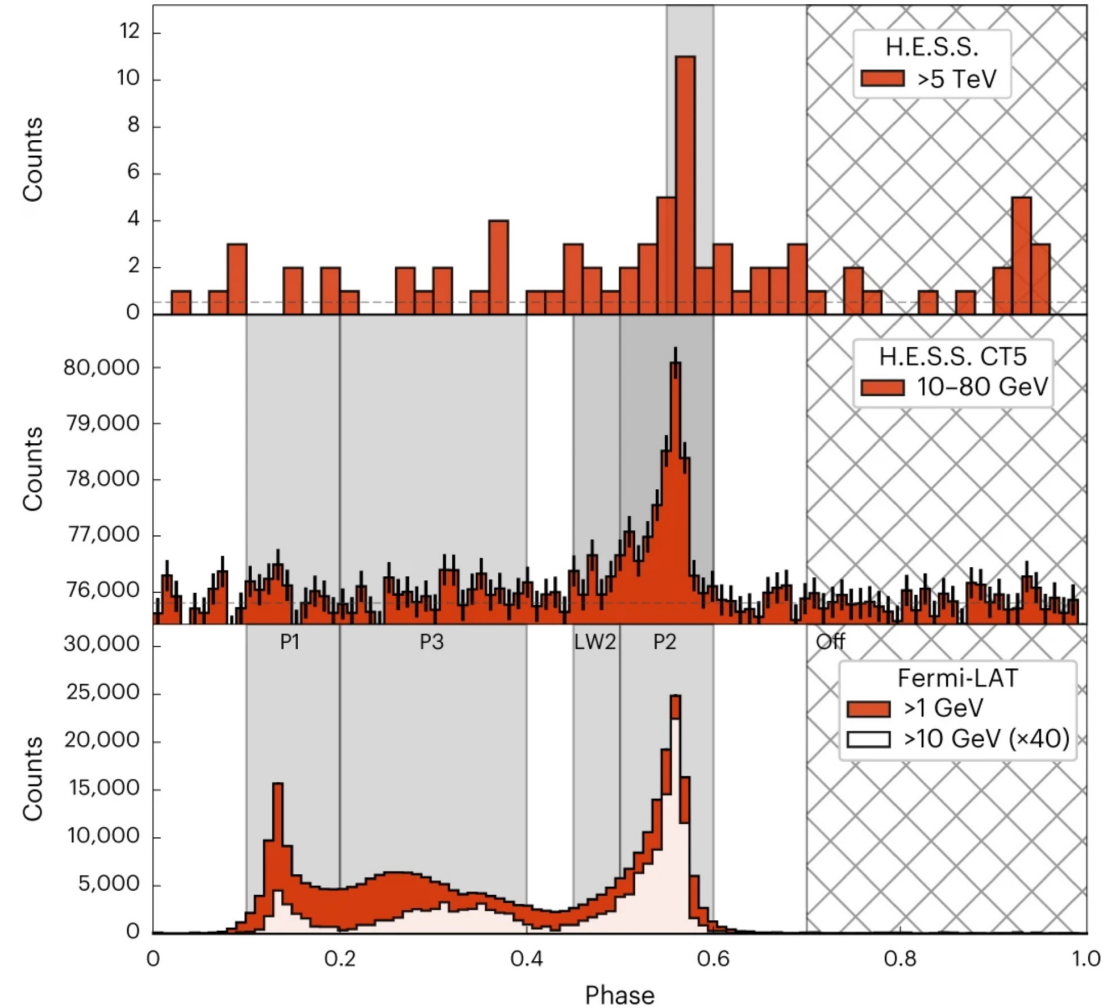 Counts
12
10
8
6
4
2
0
H.E.S.S.
>5 TeV
Counts
80,000
79,000
78,000
77,000
76,000
H.E.S.S. CT5
10–80 GeV
P1
P3
LW2
P2
Off
Counts
30,000
25,000
20,000
15,000
10,000
5,000
0
Fermi-LAT
>1 GeV
>10 GeV (×40)
0
0.2
0.4
0.6
0.8
1.0
Phase